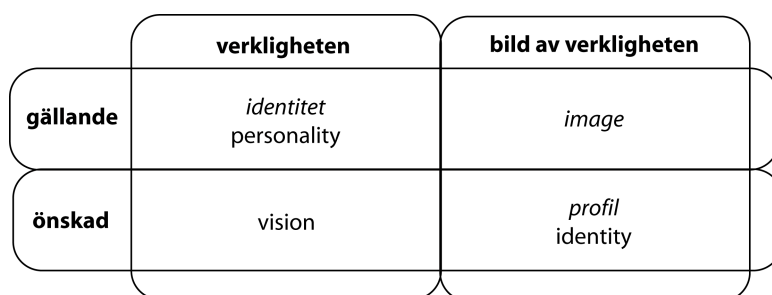 verkligheten
bild av verkligheten
gällande
identitet
personality
image
önskad
vision
profil
identity